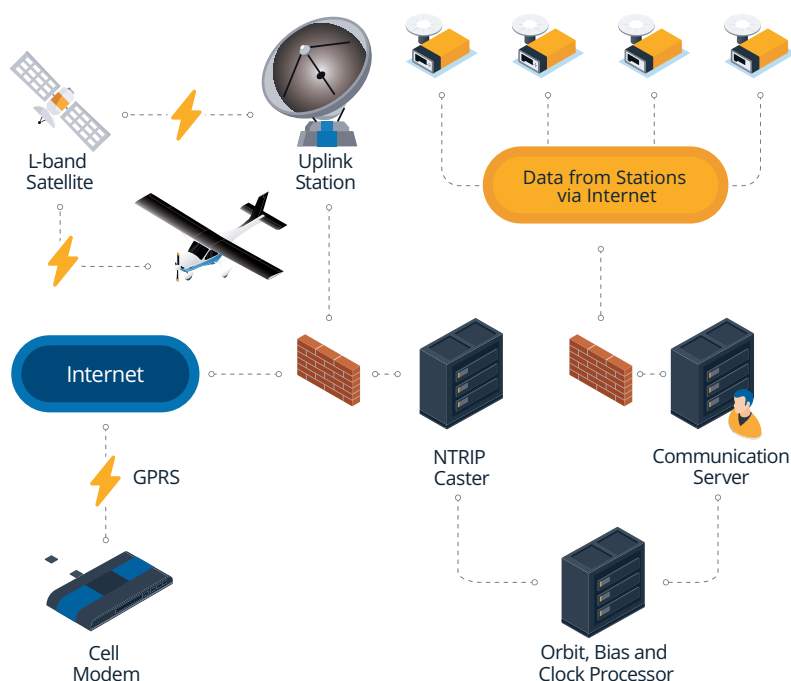 L-band
Satellite
Uplink
Station
Data from Stations
via Internet
Internet
NTRIP
Caster
Communication
Server
GPRS
Cell
Modem
Orbit, Bias and
Clock Processor